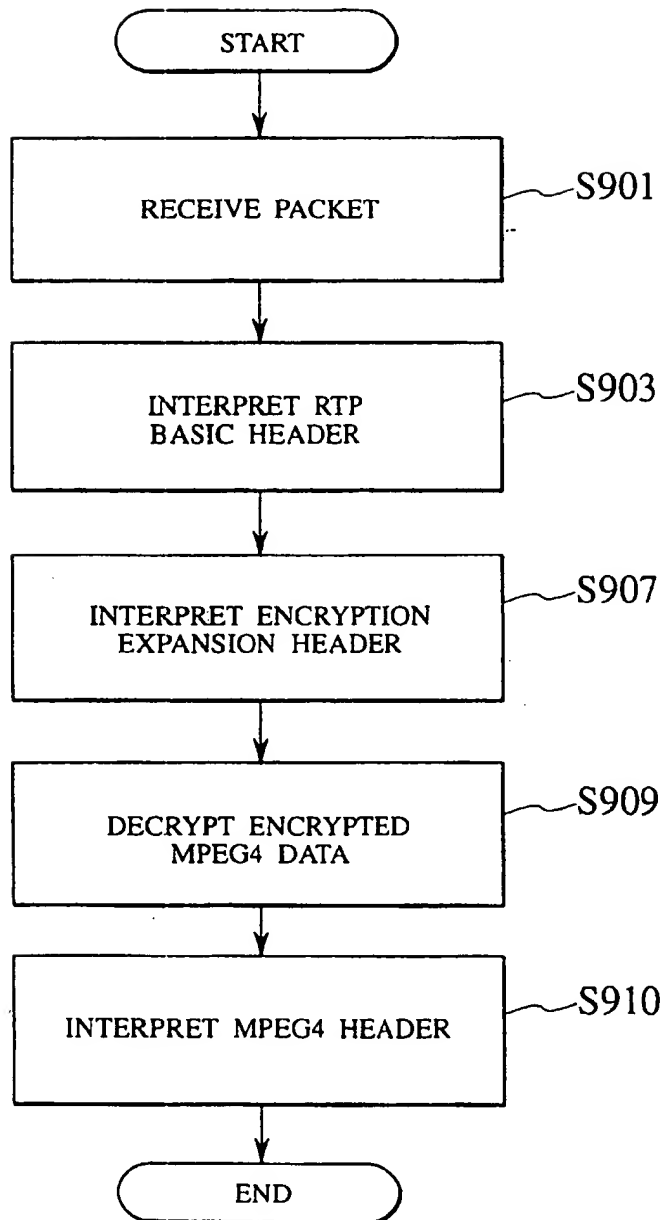 START
RECEIVE PACKET
S901
INTERPRET RTP
BASIC HEADER
S903
INTERPRET ENCRYPTION
EXPANSION HEADER
S907
DECRYPT ENCRYPTED
MPEG4 DATA
S909
INTERPRET MPEG4 HEADER
S910
END